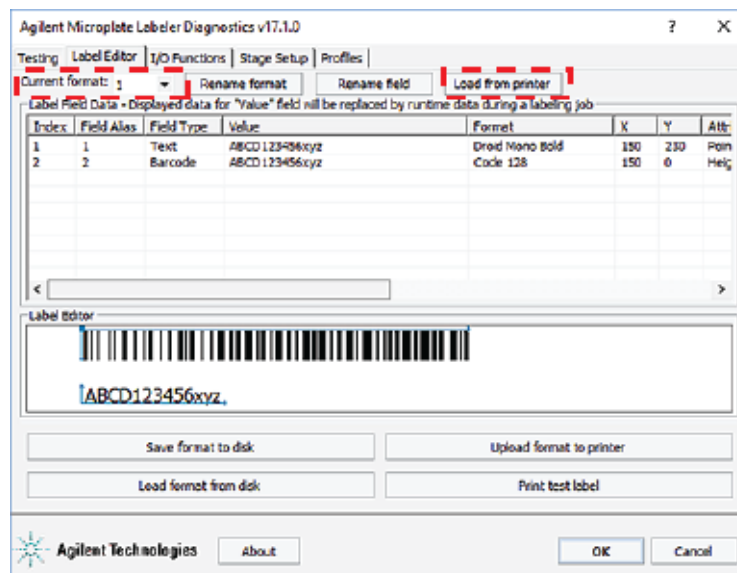 Agilent Microplate Labeler Diagnostics v17.1.0 ? X
Testing Label Editor I/O Functions Stage Setup Profiles
Current format: 1 Rename format Rename field Load from printer
Label Field Data - Displayed data for "Value" field will be replaced by runtime data during a labeling job
Index Field Alias Field Type Value Format X Y Attri
1 1 Text ABCD123456xyz Droid Mono Bold 150 230 Poin
2 2 Barcode ABCD123456xyz Code 128 150 0 Heig
Label Editor
ABCD123456xyz
Save format to disk Upload format to printer
Load format from disk Print test label
Agilent Technologies About OK Cancel